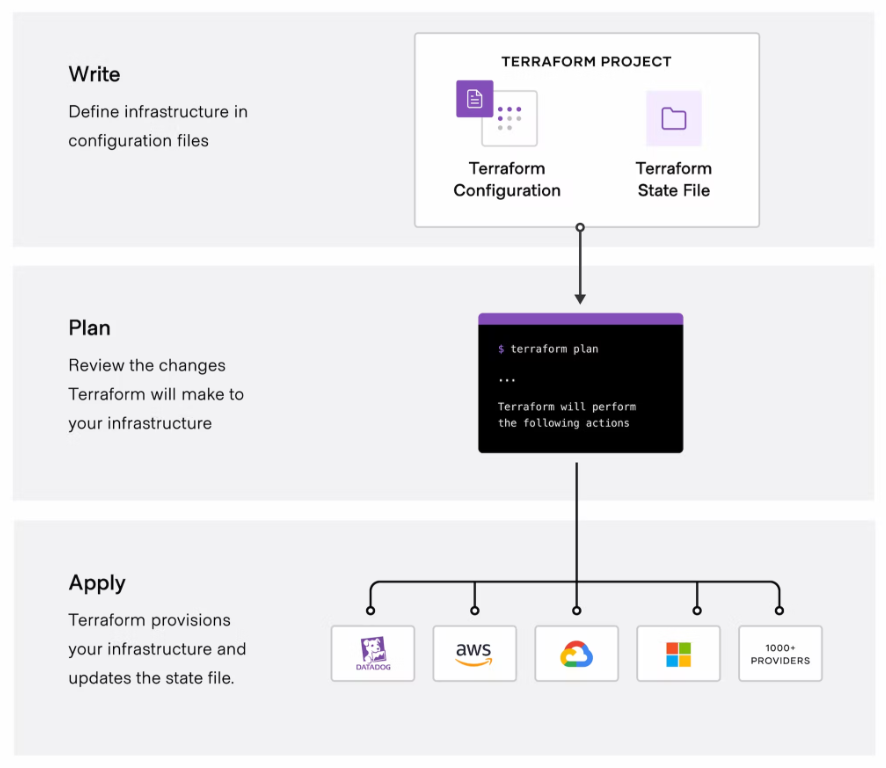 Write
Define infrastructure in
configuration files
TERRAFORM PROJECT
Terraform
Configuration
Terraform
State File
Plan
Review the changes
Terraform will make to
your infrastructure
$ terraform plan
...
Terraform will perform
the following actions
Apply
Terraform provisions
your infrastructure and
updates the state file.
DATADOG
aws
1000+
PROVIDERS